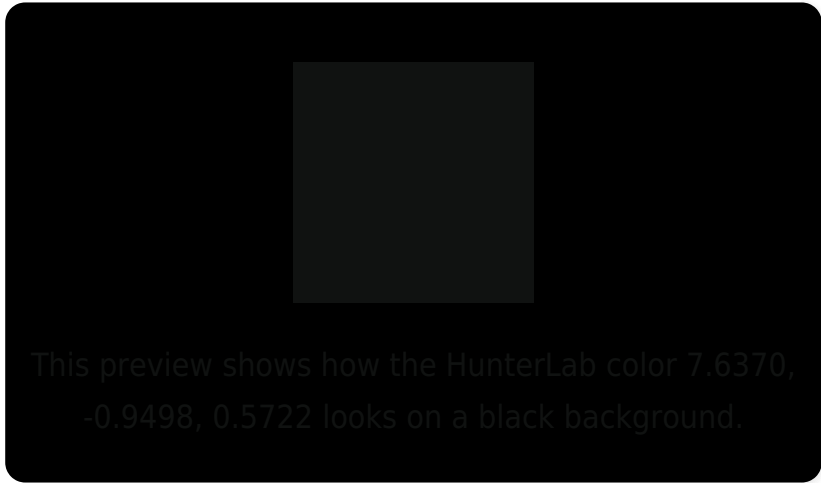 This preview shows how the HunterLab color 7.6370,
-0.9498, 0.5722 looks on a black background.